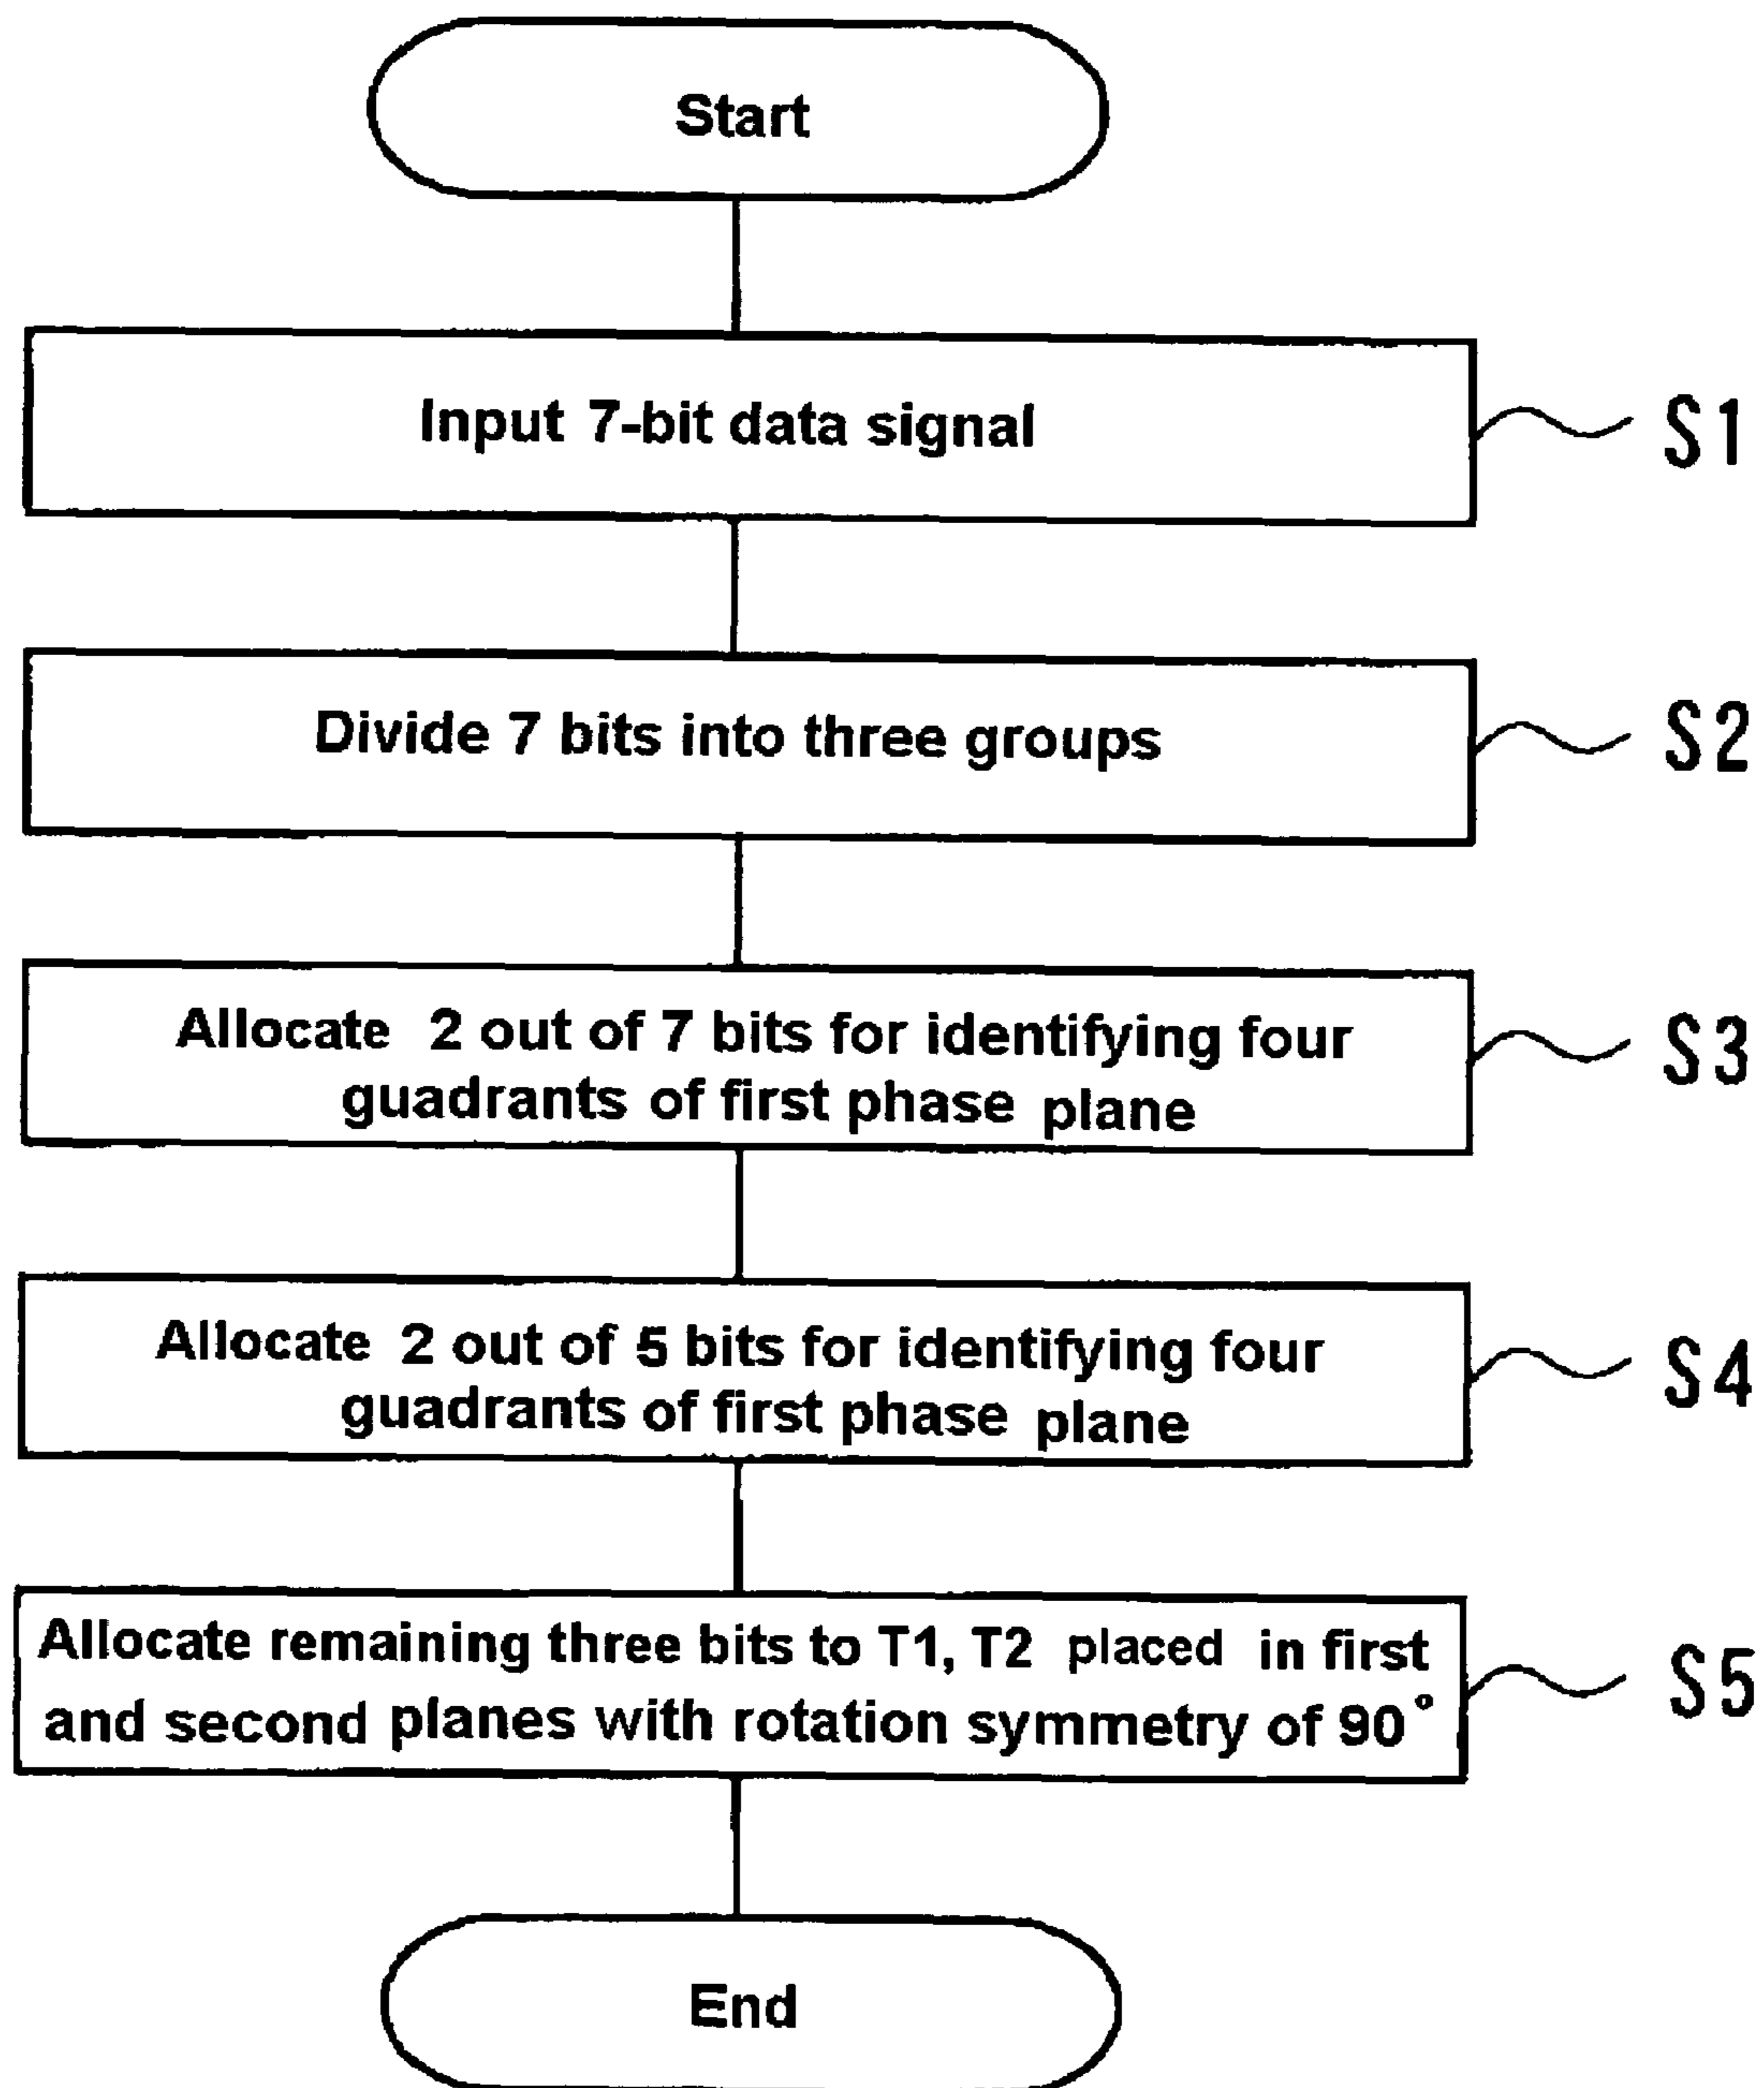 Start
Input 7-bit data signal
S1
Divide 7 bits into three groups
S2
Allocate 2 out of 7 bits for identifying four
guadrants of first phase plane
S3
Allocate 2 out of 5 bits for identifying four
guadrants of first phase plane
S4
Allocate remaining three bits to T1, T2 placed in first
and second planes with rotation symmetry of 90°
S5
End